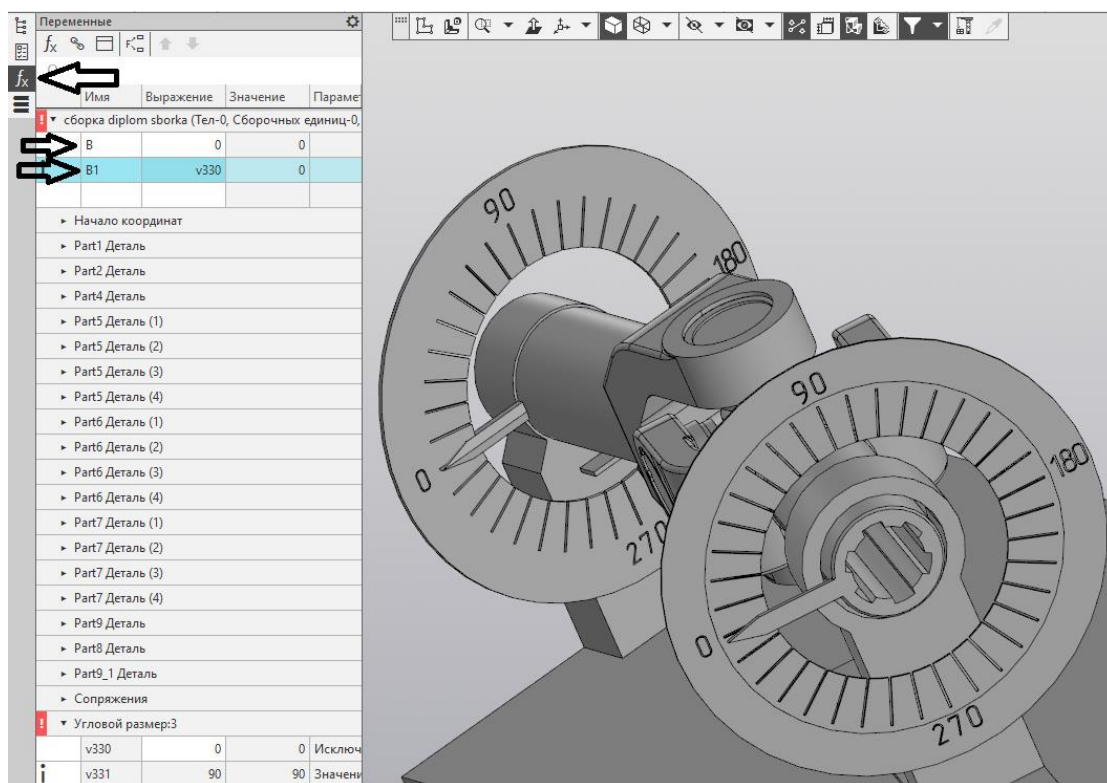 Переменные
fx
Имя Выражение Значение Параме
сборка diplom sborka (Тел-0, Сборочных единиц-0,
B 0 0
B1 v330 0
Начало координат
Part1 Деталь
Part2 Деталь
Part4 Деталь
Part5 Деталь (1)
Part5 Деталь (2)
Part5 Деталь (3)
Part5 Деталь (4)
Part6 Деталь (1)
Part6 Деталь (2)
Part6 Деталь (3)
Part6 Деталь (4)
Part7 Деталь (1)
Part7 Деталь (2)
Part7 Деталь (3)
Part7 Деталь (4)
Part9 Деталь
Part8 Деталь
Part9_1 Деталь
Сопряжения
Угловой размер:3
v330 0 0 Исключ
v331 90 90 Значени
fx
90
180
0
270
90
180
0
270